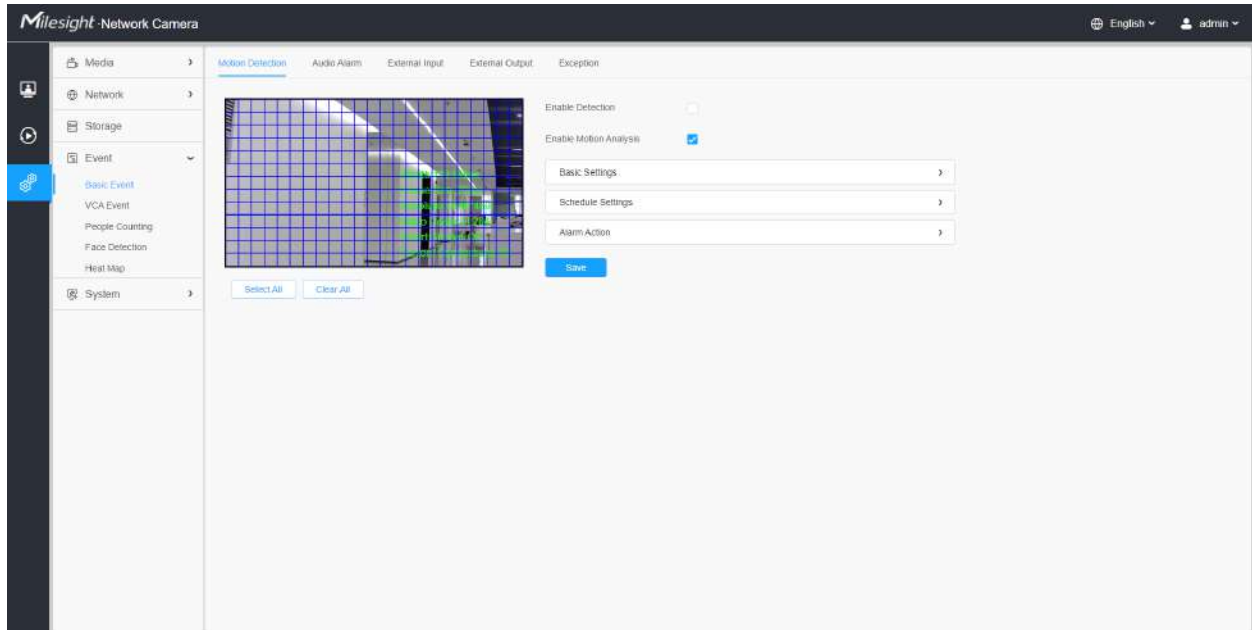 Milesight Network Camera
English
admin
Media
Network
Storage
Event
Basic Event
VCA Event
People Counting
Face Detection
Heat Map
System
Motion Detection
Audio Alarm
External Input
External Output
Exception
Enable Detection
Enable Motion Analysis
Basic Settings
Schedule Settings
Alarm Action
Save
Select All
Clear All